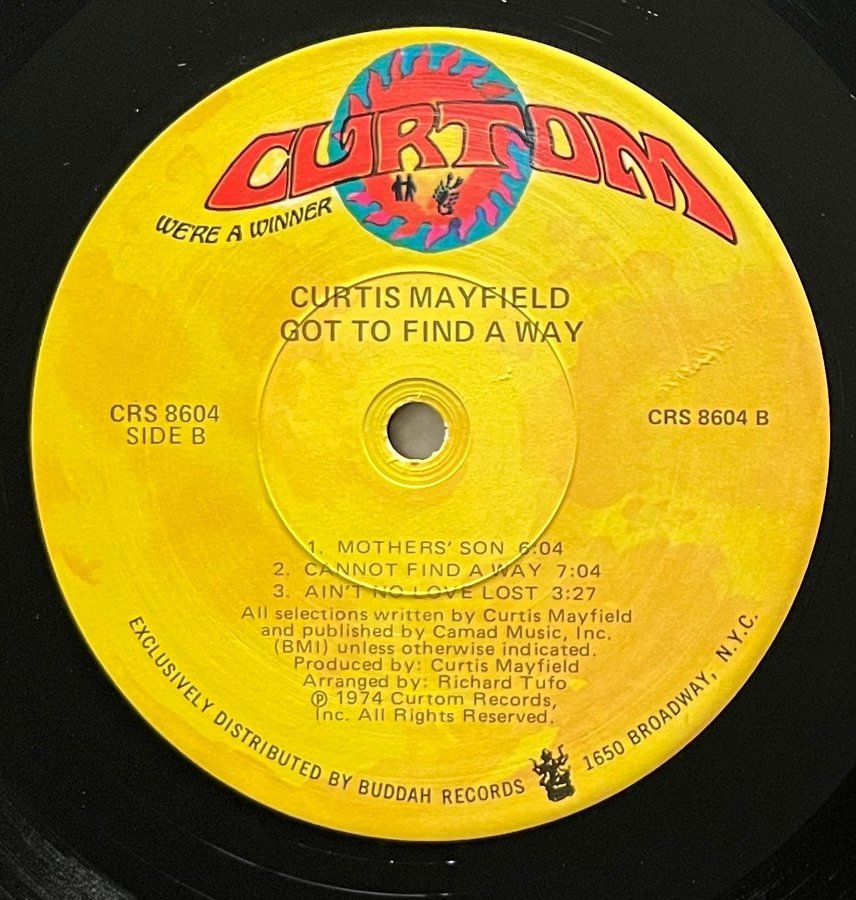 CURTOM
WE'RE A WINNER
CURTIS MAYFIELD
GOT TO FIND A WAY
CRS 8604
SIDE B
CRS 8604 B
1. MOTHERS' SON 6:04
2. CANNOT FIND A WAY 7:04
3. AIN'T NO LOVE LOST 3:27
All selections written by Curtis Mayfield
and published by Camad Music, Inc.
(BMI) unless otherwise indicated.
Produced by: Curtis Mayfield
Arranged by: Richard Tufo
℗ 1974 Curtom Records,
Inc. All Rights Reserved.
EXCLUSIVELY DISTRIBUTED BY BUDDAH RECORDS 1650 BROADWAY, N.Y.C.